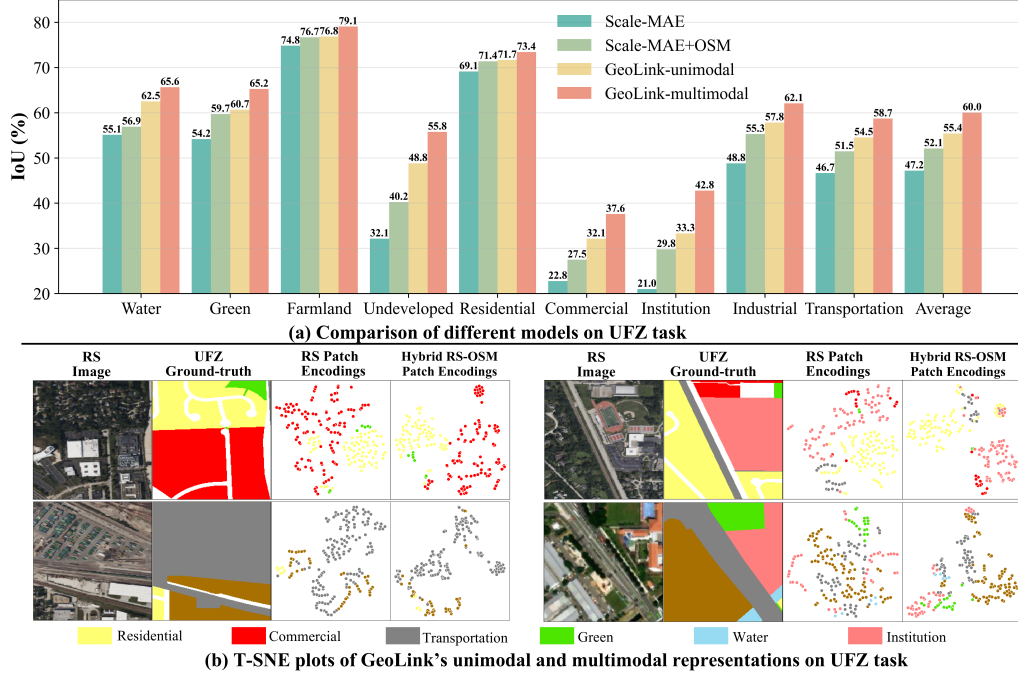 80
70
60
50
40
30
20
IoU (%)
Scale-MAE
Scale-MAE+OSM
GeoLink-unimodal
GeoLink-multimodal
55.1 56.9 62.5 65.6
54.2 59.7 60.7 65.2
74.8 76.7 76.8 79.1
32.1 40.2 48.8 55.8
69.1 71.4 71.7 73.4
22.8 27.5 32.1 37.6
21.0 29.8 33.3 42.8
48.8 55.3 57.8 62.1
46.7 51.5 54.5 58.7
47.2 52.1 55.4 60.0
Water Green Farmland Undeveloped Residential Commercial Institution Industrial Transportation Average
(a) Comparison of different models on UFZ task
RS Image
UFZ Ground-truth
RS Patch Encodings
Hybrid RS-OSM Patch Encodings
RS Image
UFZ Ground-truth
RS Patch Encodings
Hybrid RS-OSM Patch Encodings
Residential Commercial Transportation Green Water Institution
(b) T-SNE plots of GeoLink's unimodal and multimodal representations on UFZ task